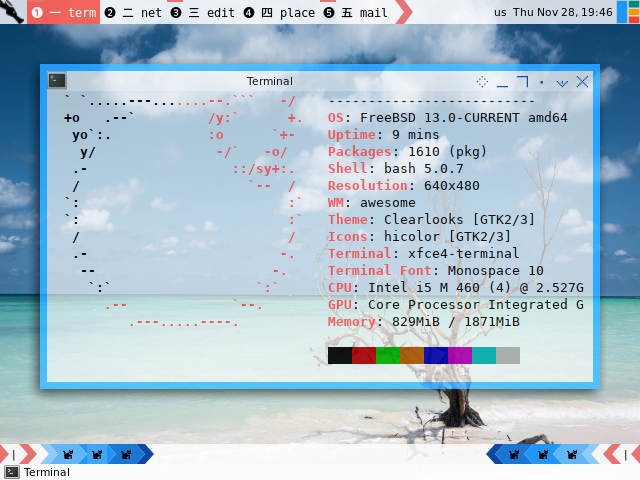 ❶ 一 term ❷ 二 net ❸ 三 edit ❹ 四 place ❺ 五 mail
us Thu Nov 28, 19:46
Terminal
--------------------------
OS: FreeBSD 13.0-CURRENT amd64
Uptime: 9 mins
Packages: 1610 (pkg)
Shell: bash 5.0.7
Resolution: 640x480
WM: awesome
Theme: Clearlooks [GTK2/3]
Icons: hicolor [GTK2/3]
Terminal: xfce4-terminal
Terminal Font: Monospace 10
CPU: Intel i5 M 460 (4) @ 2.527G
GPU: Core Processor Integrated G
Memory: 829MiB / 1871MiB
Terminal